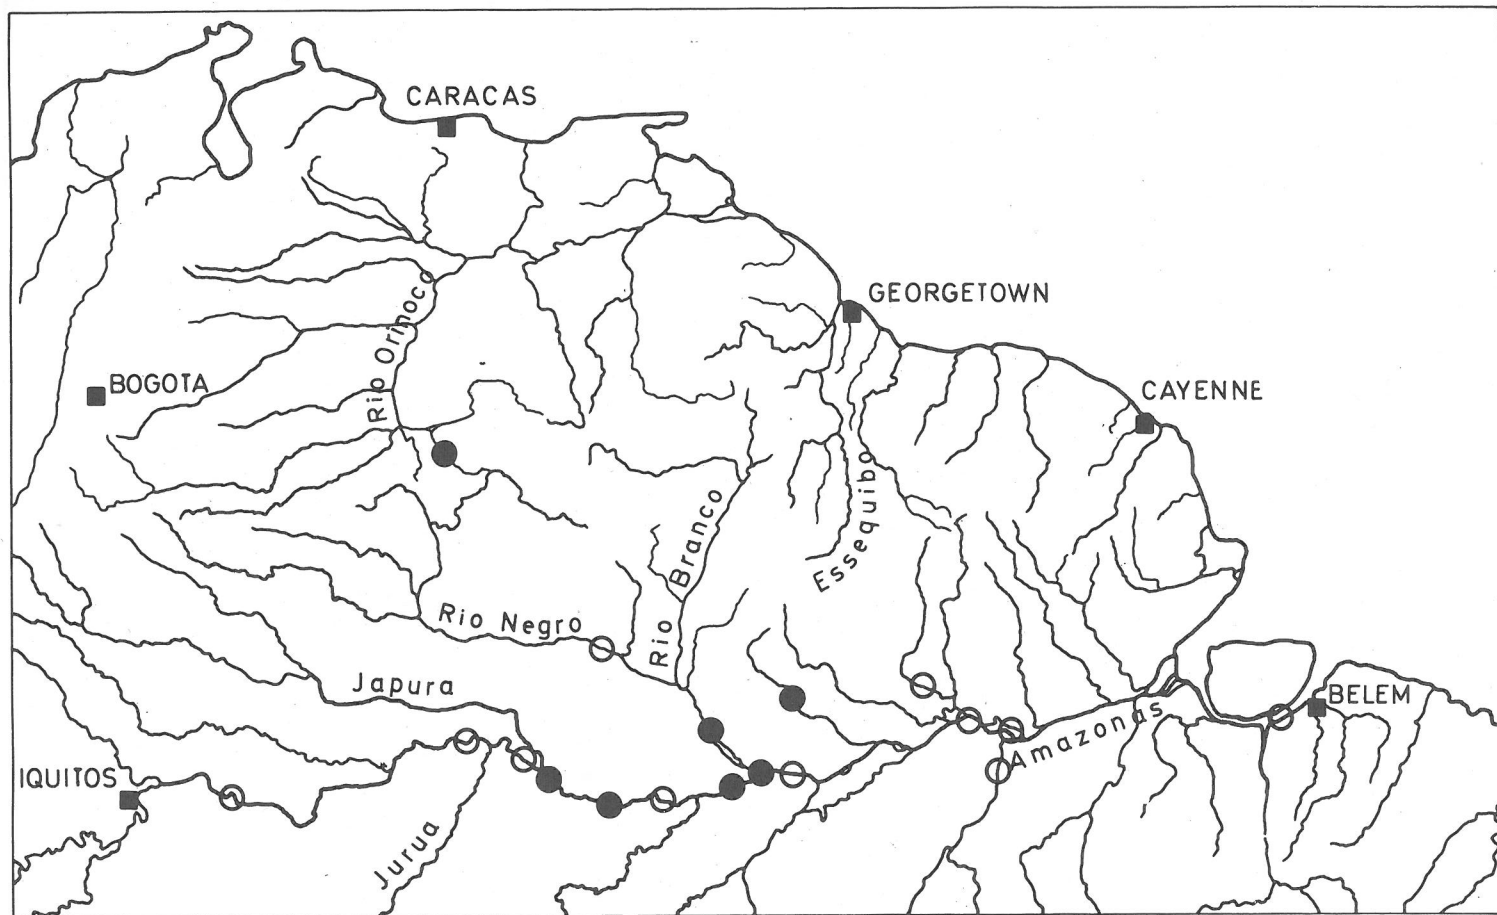 CARACAS
GEORGETOWN
Rio Orinoco
BOGOTA
CAYENNE
Essequibo
Rio Branco
Rio Negro
Japura
BELEM
Amazonas
IQUITOS
Jurua